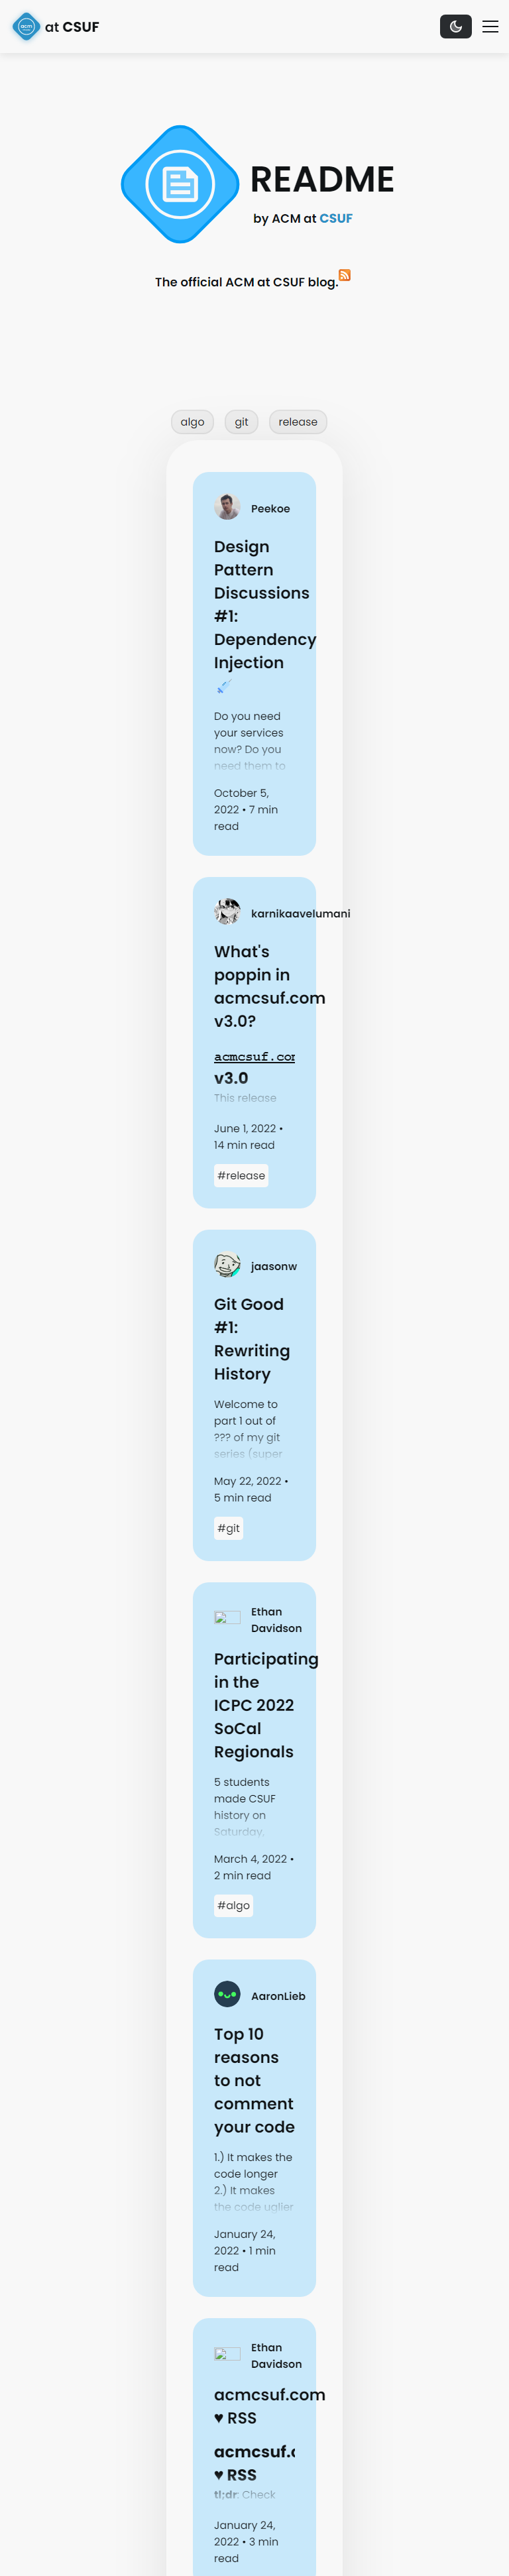 acm at CSUF
README
by ACM at CSUF
The official ACM at CSUF blog.
algo git release
Peekoe
Design
Pattern
Discussions
#1:
Dependency
Injection
Do you need
your services
now? Do you
need them to
October 5,
2022 • 7 min
read
karnikaavelumani
What's
poppin in
acmcsuf.com
v3.0?
acmcsuf.com
v3.0
This release
June 1, 2022 •
14 min read
#release
jaasonw
Git Good
#1:
Rewriting
History
Welcome to
part 1 out of
??? of my git
series (super
May 22, 2022 •
5 min read
#git
Ethan
Davidson
Participating
in the
ICPC 2022
SoCal
Regionals
5 students
made CSUF
history on
Saturday,
March 4, 2022 •
2 min read
#algo
AaronLieb
Top 10
reasons
to not
comment
your code
1.) It makes the
code longer
2.) It makes
the code uglier
January 24,
2022 • 1 min
read
Ethan
Davidson
acmcsuf.com
♥ RSS
acmcsuf.c
♥ RSS
tl;dr: Check
January 24,
2022 • 3 min
read